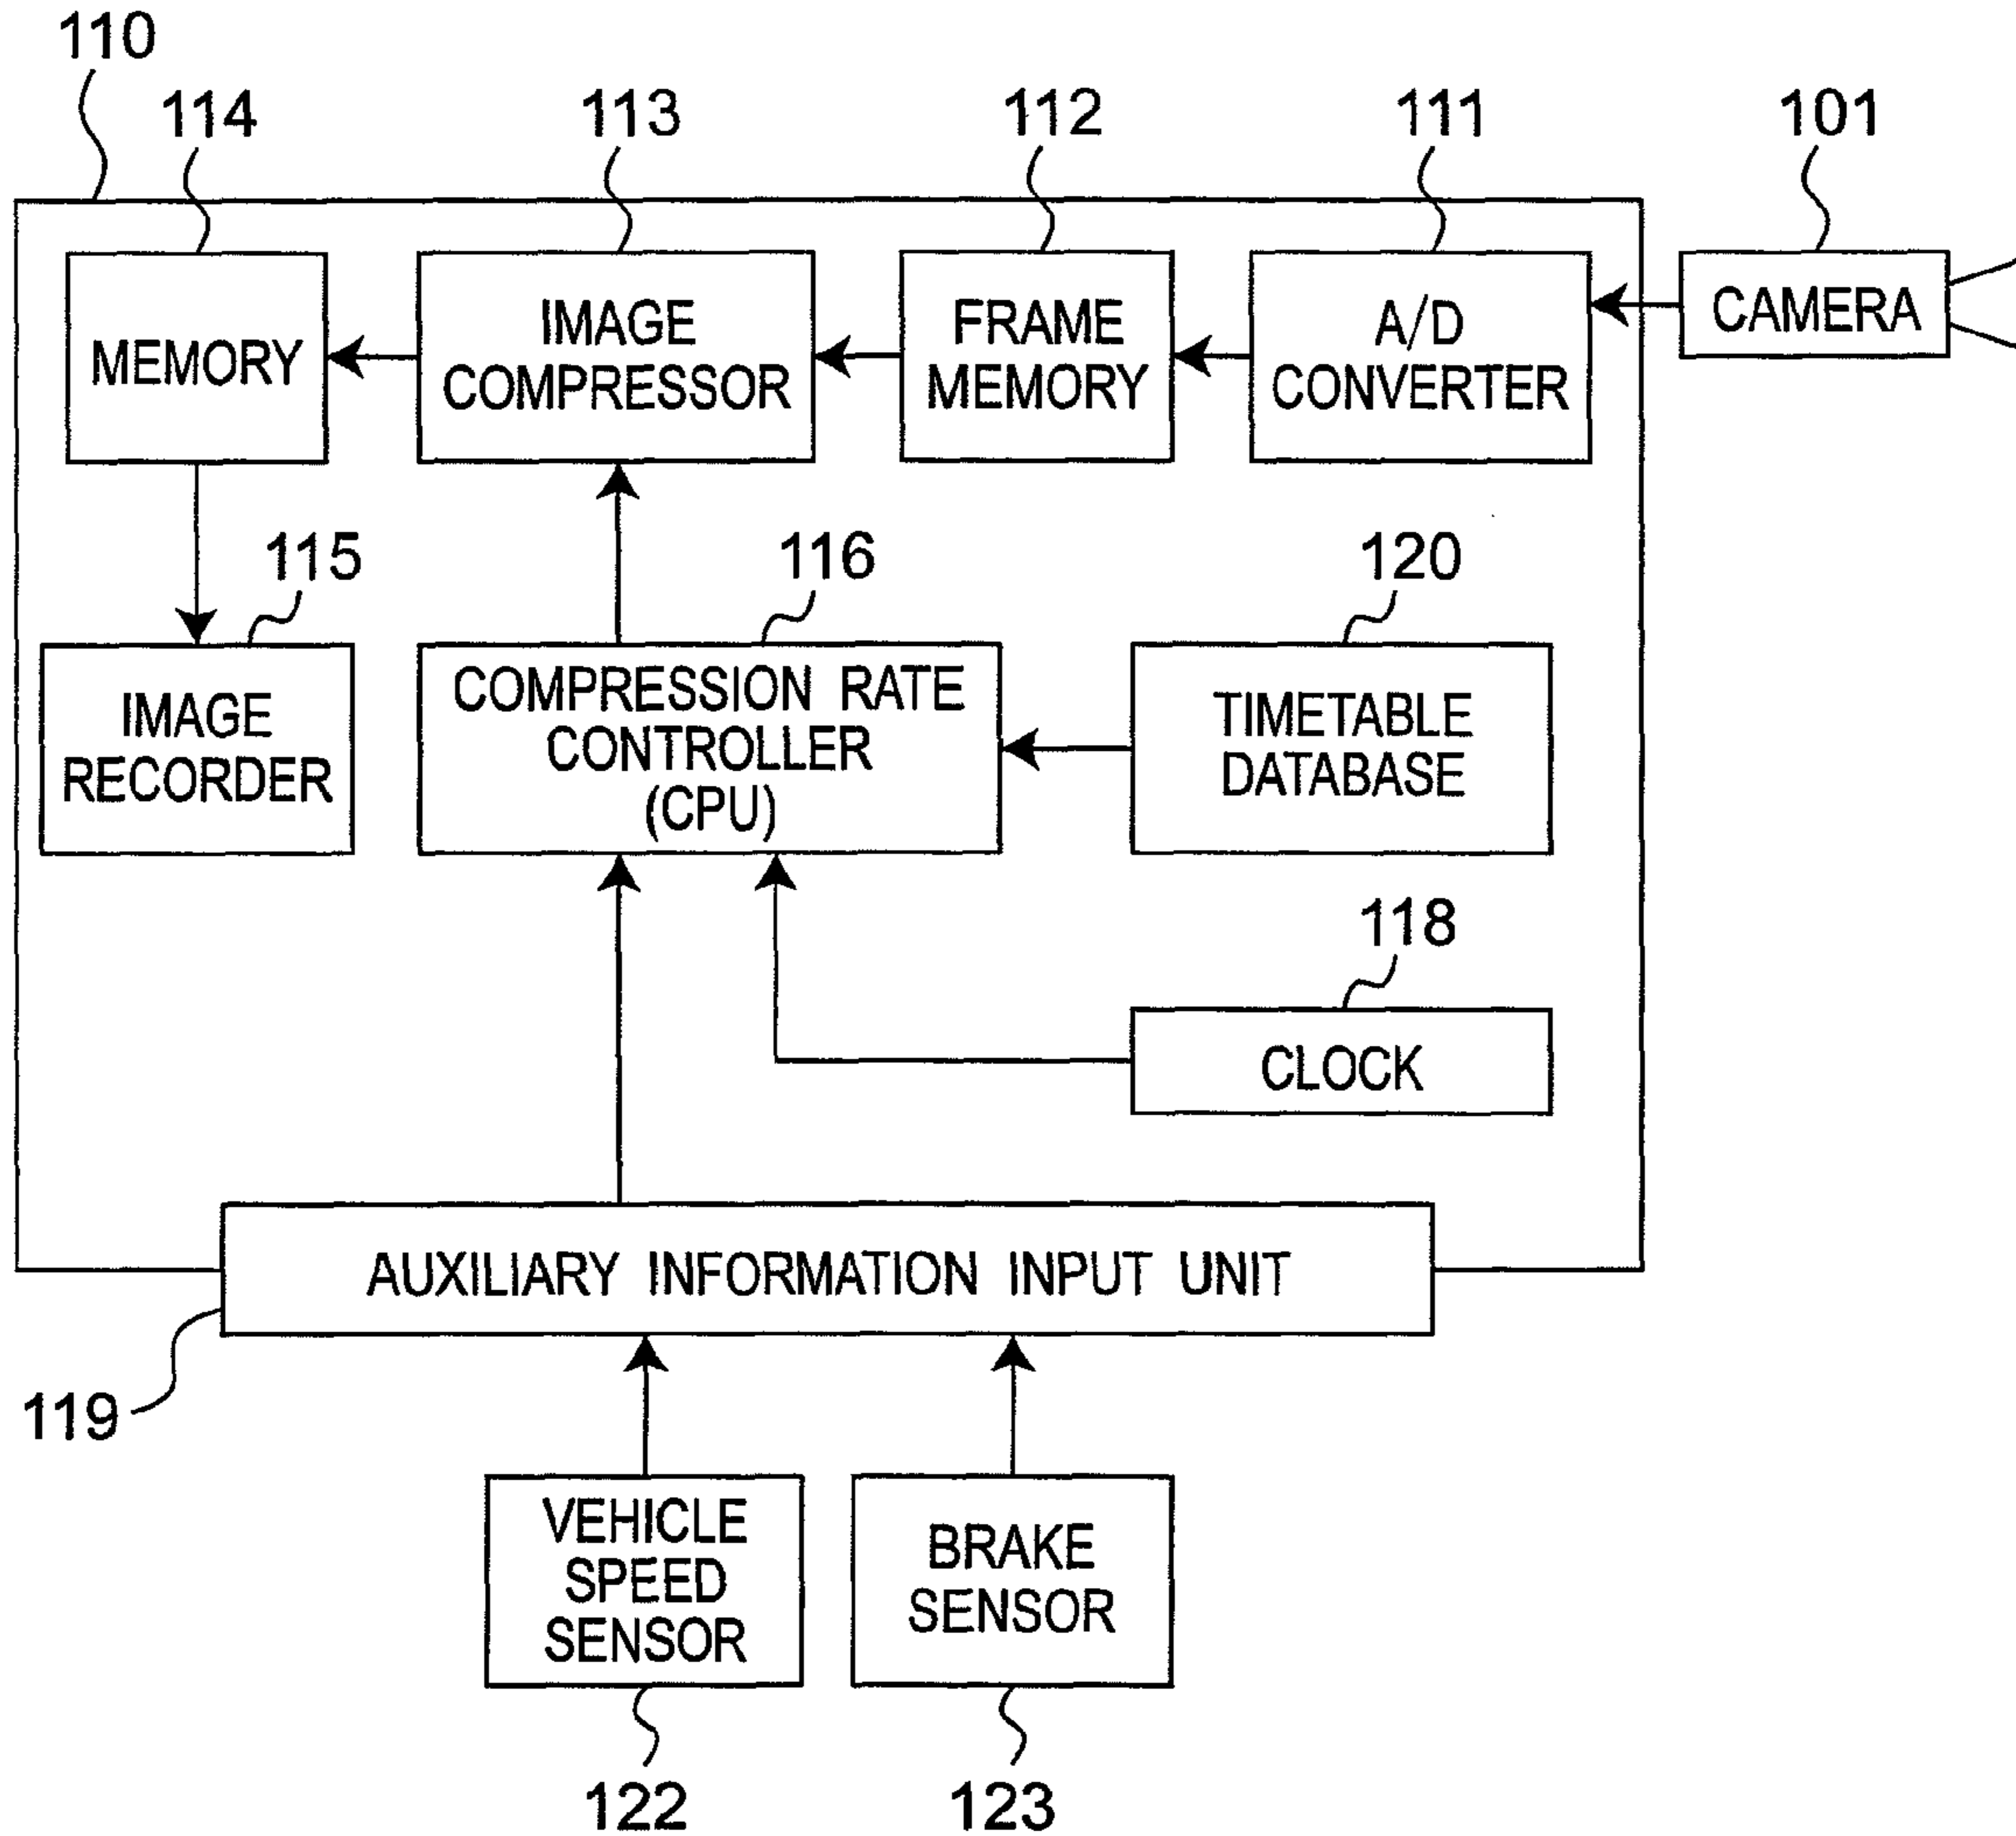 110
114
113
112
111
101
MEMORY
IMAGE
COMPRESSOR
FRAME
MEMORY
A/D
CONVERTER
CAMERA
115
116
120
IMAGE
RECORDER
COMPRESSION RATE
CONTROLLER
(CPU)
TIMETABLE
DATABASE
118
CLOCK
AUXILIARY INFORMATION INPUT UNIT
119
VEHICLE
SPEED
SENSOR
BRAKE
SENSOR
122
123